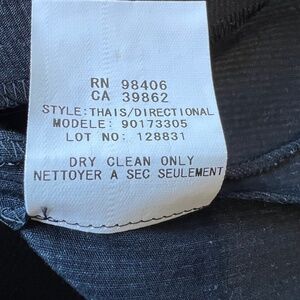 RN 98406
CA 39862
STYLE:THAIS/DIRECTIONAL
MODELE: 90173305
LOT NO: 128831
DRY CLEAN ONLY
NETTOYER A SEC SEULEMENT